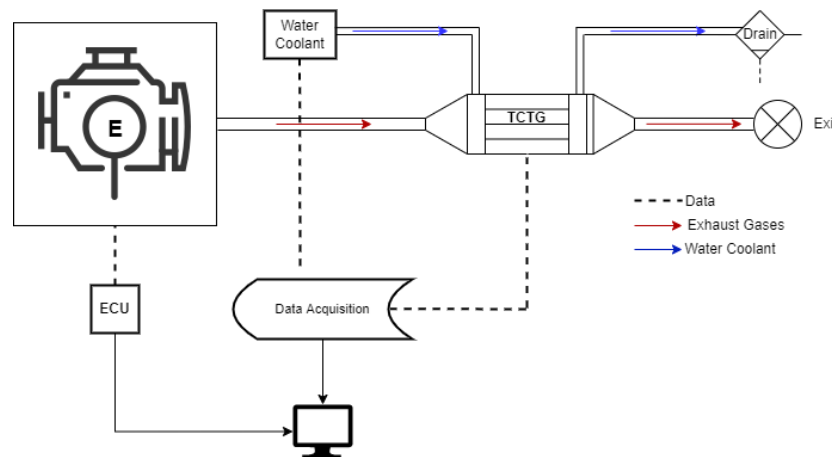 Water
Coolant
Drain
E
TCTG
Exi
Data
Exhaust Gases
Water Coolant
ECU
Data Acquisition